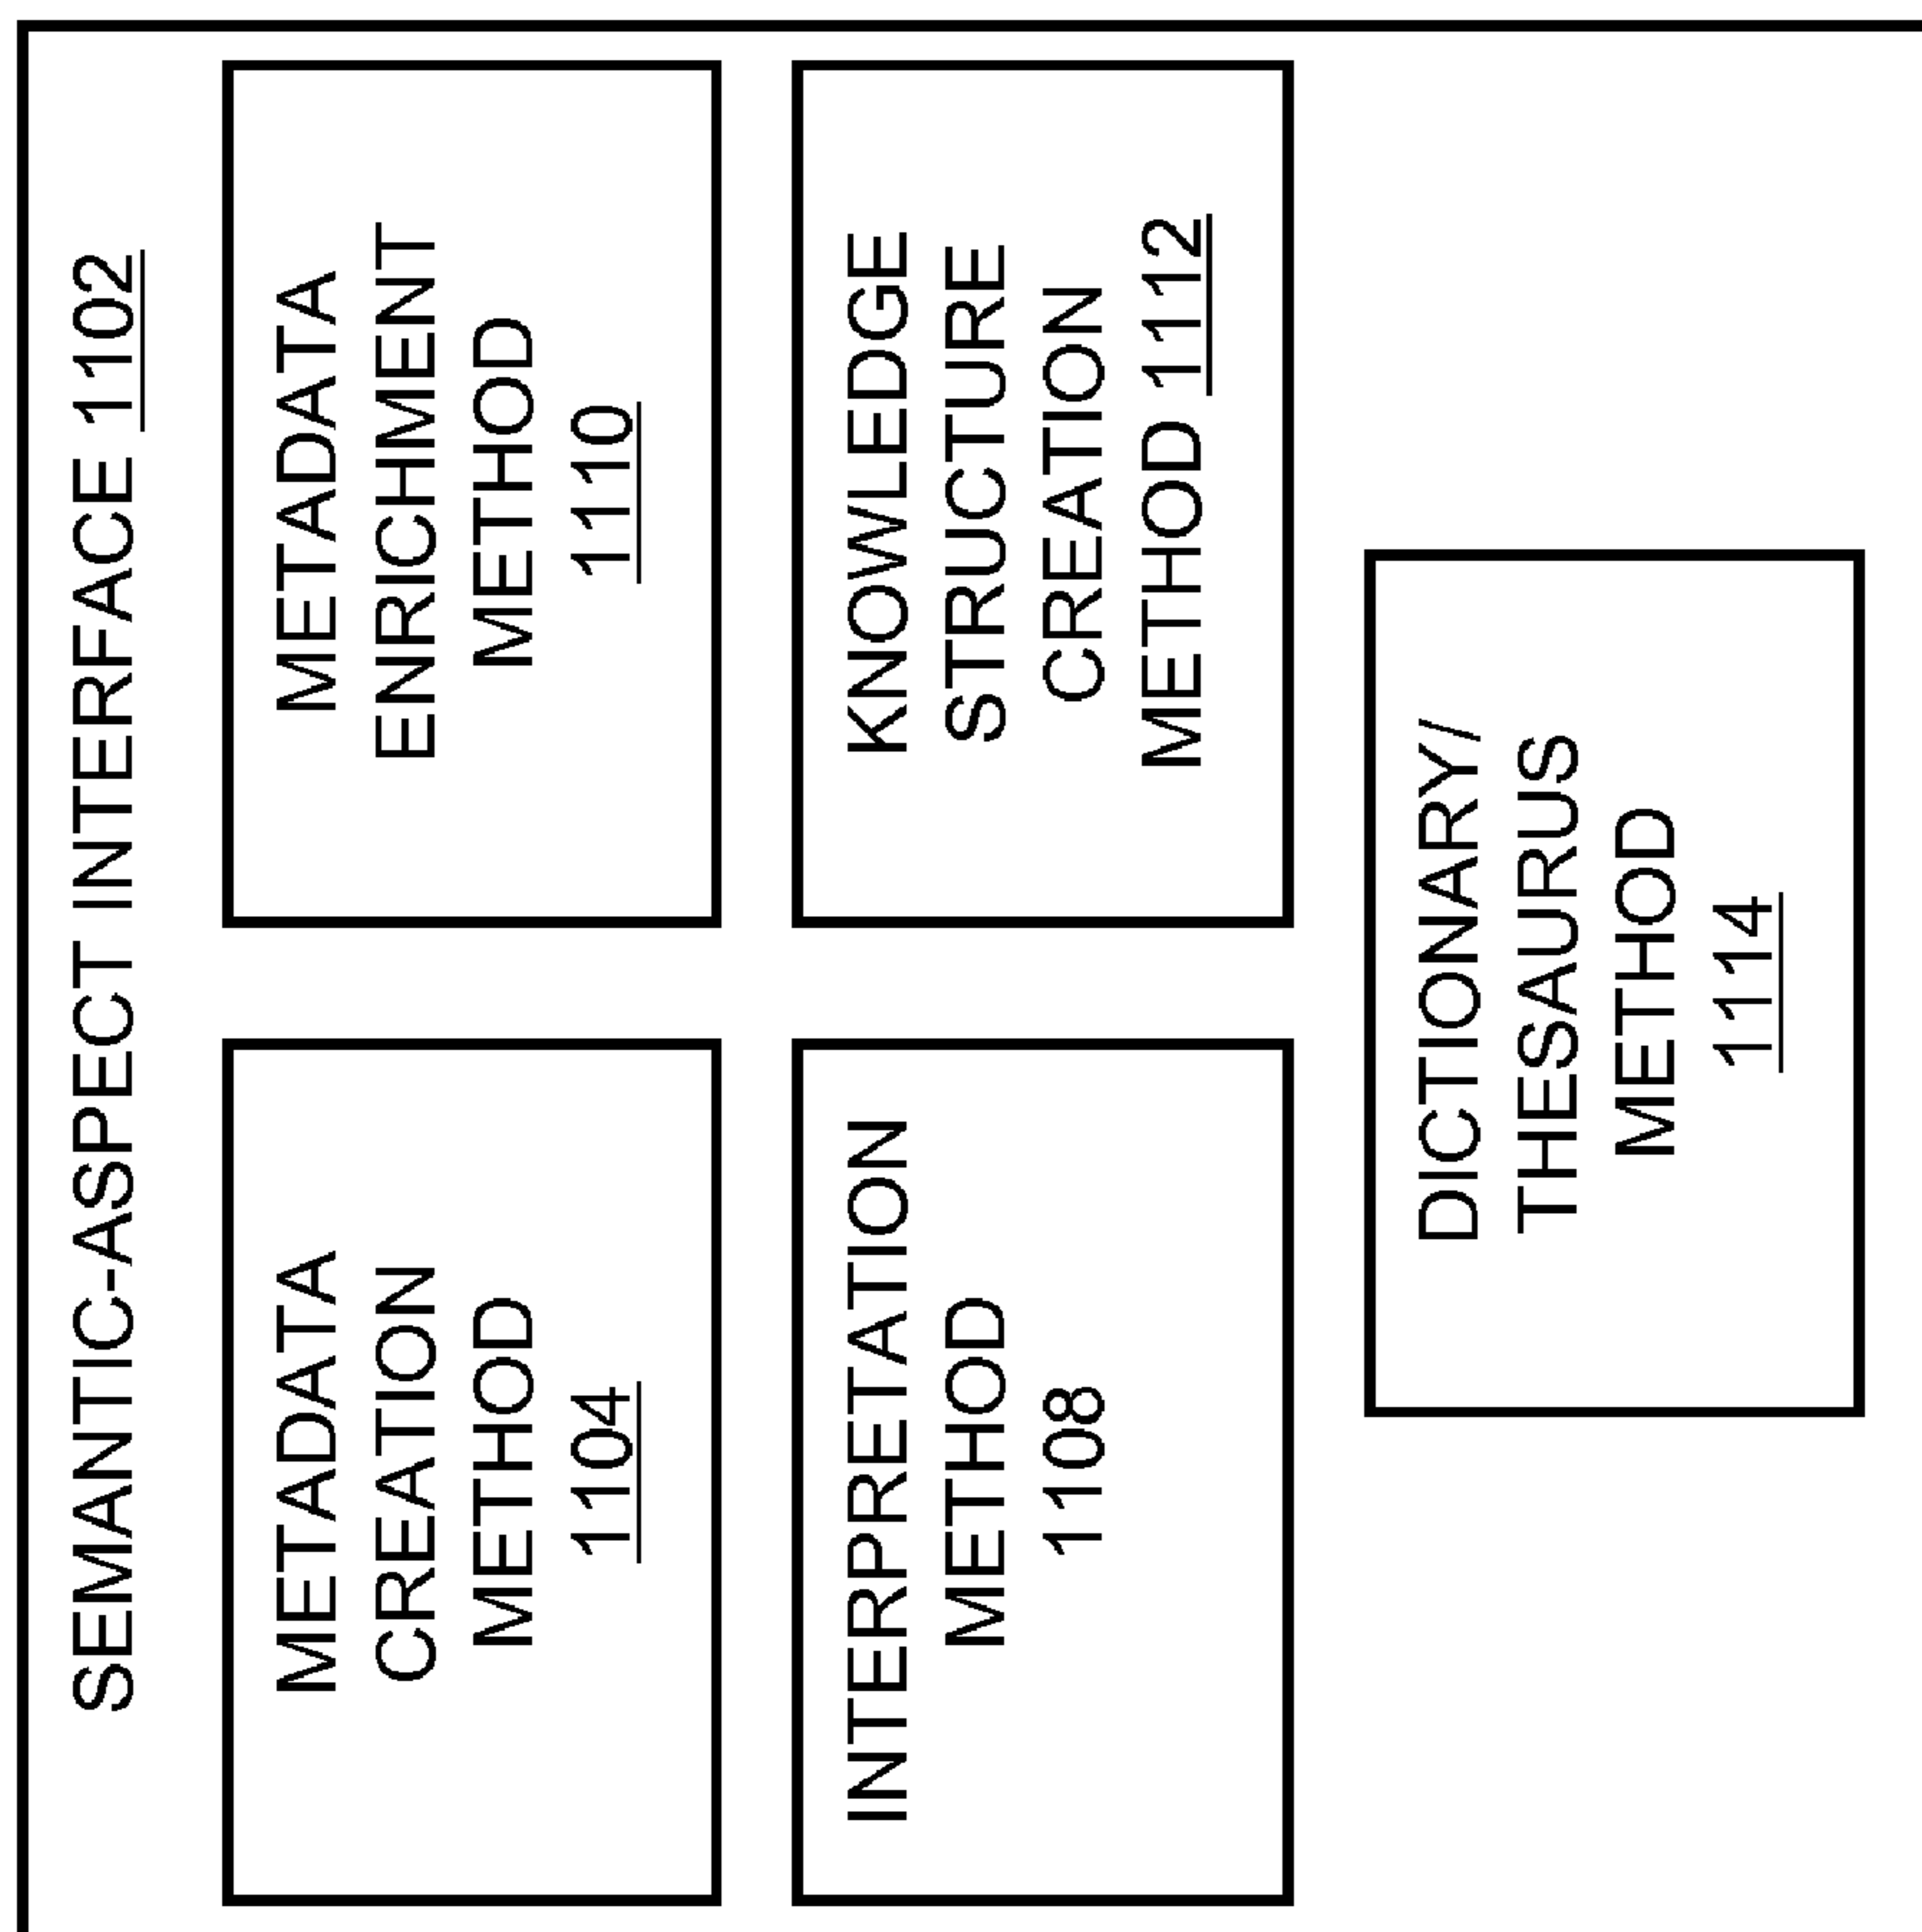 SEMANTIC-ASPECT INTERFACE 1102
METADATA
CREATION
METHOD
1104
METADATA
ENRICHMENT
METHOD
1110
INTERPRETATION
METHOD
1108
KNOWLEDGE
STRUCTURE
CREATION
METHOD 1112
DICTIONARY/
THESAURUS
METHOD
1114